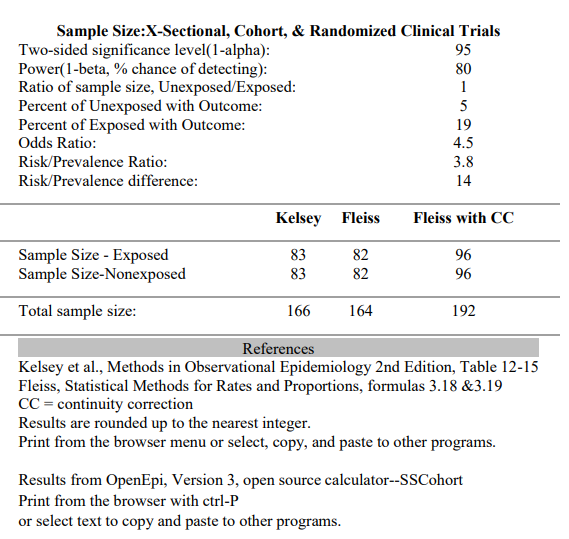 Sample Size:X-Sectional, Cohort, & Randomized Clinical Trials
Two-sided significance level(1-alpha): 95
Power(1-beta, % chance of detecting): 80
Ratio of sample size, Unexposed/Exposed: 1
Percent of Unexposed with Outcome: 5
Percent of Exposed with Outcome: 19
Odds Ratio: 4.5
Risk/Prevalence Ratio: 3.8
Risk/Prevalence difference: 14
Kelsey Fleiss Fleiss with CC
Sample Size - Exposed 83 82 96
Sample Size-Nonexposed 83 82 96
Total sample size: 166 164 192
References
Kelsey et al., Methods in Observational Epidemiology 2nd Edition, Table 12-15
Fleiss, Statistical Methods for Rates and Proportions, formulas 3.18 &3.19
CC = continuity correction
Results are rounded up to the nearest integer.
Print from the browser menu or select, copy, and paste to other programs.
Results from OpenEpi, Version 3, open source calculator--SSCohort
Print from the browser with ctrl-P
or select text to copy and paste to other programs.